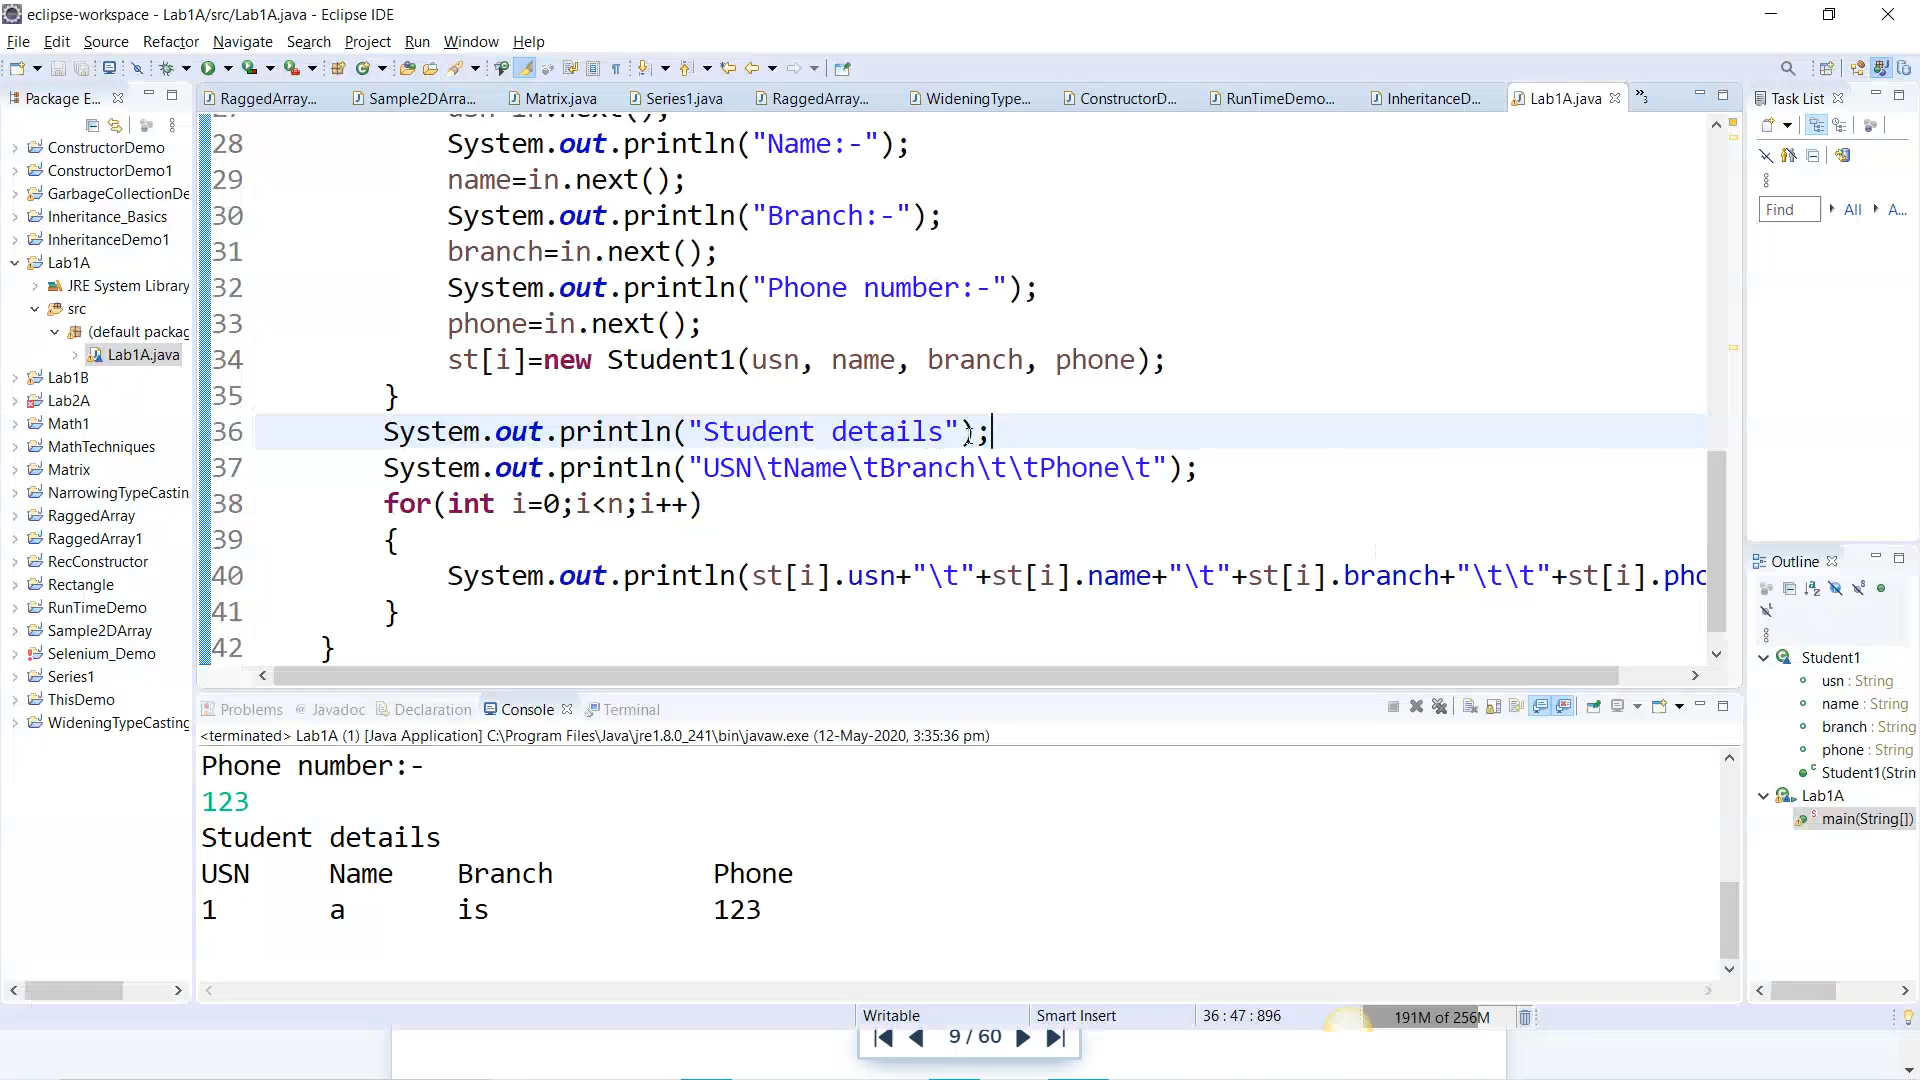 eclipse-workspace - Lab1A/src/Lab1A.java - Eclipse IDE
File Edit Source Refactor Navigate Search Project Run Window Help
Package E...
RaggedArray...
Sample2DArra...
Matrix.java
Series1.java
RaggedArray...
WideningType...
ConstructorD...
RunTimeDemo...
InheritanceD...
Lab1A.java
3
Task List
ConstructorDemo
ConstructorDemo1
GarbageCollectionDe
Inheritance_Basics
InheritanceDemo1
Lab1A
JRE System Library
src
(default packag
Lab1A.java
Lab1B
Lab2A
Math1
MathTechniques
Matrix
NarrowingTypeCastin
RaggedArray
RaggedArray1
RecConstructor
Rectangle
RunTimeDemo
Sample2DArray
Selenium_Demo
Series1
ThisDemo
WideningTypeCasting
28 System.out.println("Name:-");
29 name=in.next();
30 System.out.println("Branch:-");
31 branch=in.next();
32 System.out.println("Phone number:-");
33 phone=in.next();
34 st[i]=new Student1(usn, name, branch, phone);
35 }
36 System.out.println("Student details");
37 System.out.println("USN\tName\tBranch\t\tPhone\t");
38 for(int i=0;i<n;i++)
39 {
40 System.out.println(st[i].usn+"\t"+st[i].name+"\t"+st[i].branch+"\t\t"+st[i].pho
41 }
42 }
Find All A...
Outline
Student1
usn : String
name : String
branch : String
phone : String
Student1(Strin
Lab1A
main(String[])
Problems Javadoc Declaration Console Terminal
<terminated> Lab1A (1) [Java Application] C:\Program Files\Java\jre1.8.0_241\bin\javaw.exe (12-May-2020, 3:35:36 pm)
Phone number:-
123
Student details
USN Name Branch Phone
1 a is 123
Writable Smart Insert 36 : 47 : 896 191M of 256M
9 / 60